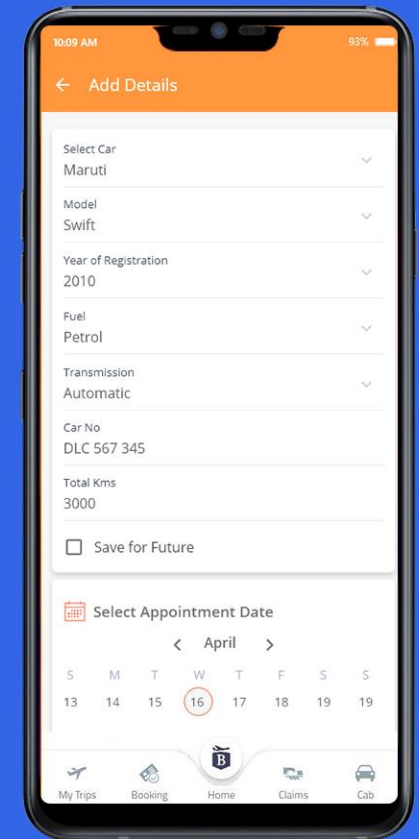 10:09 AM 93%
Add Details
Select Car
Maruti
Model
Swift
Year of Registration
2010
Fuel
Petrol
Transmission
Automatic
Car No
DLC 567 345
Total Kms
3000
Save for Future
Select Appointment Date
April
S M T W T F S S
13 14 15 16 17 18 19 19
B
My Trips Booking Home Claims Cab